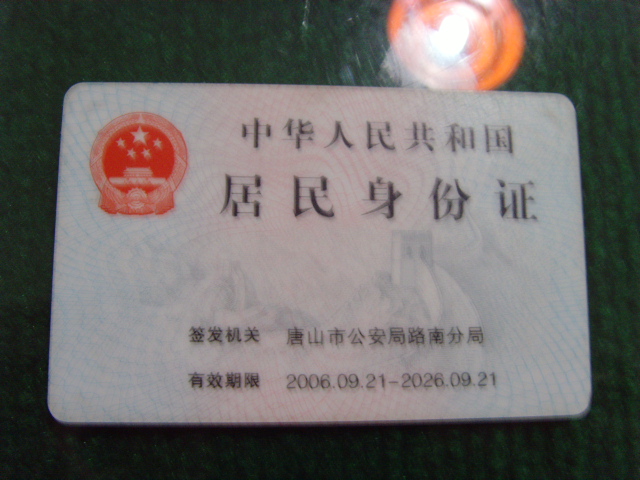 中华人民共和国
居民身份证
签发机关 唐山市公安局路南分局
有效期限 2006.09.21-2026.09.21